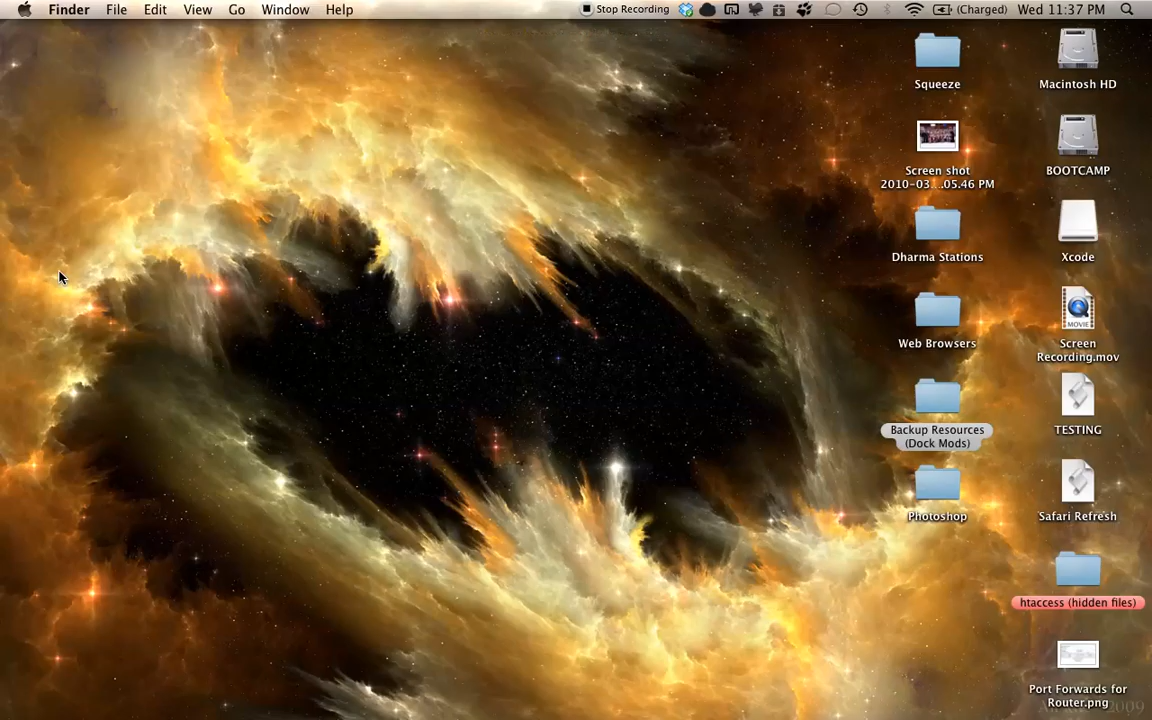 Finder File Edit View Go Window Help Stop Recording (Charged) Wed 11:37 PM
Squeeze
Macintosh HD
Screen shot
2010-03...05.46 PM
BOOTCAMP
Dharma Stations
Xcode
Web Browsers
MOVIE
Screen
Recording.mov
Backup Resources
(Dock Mods)
TESTING
Photoshop
Safari Refresh
htaccess (hidden files)
Port Forwards for
Router.png
2009